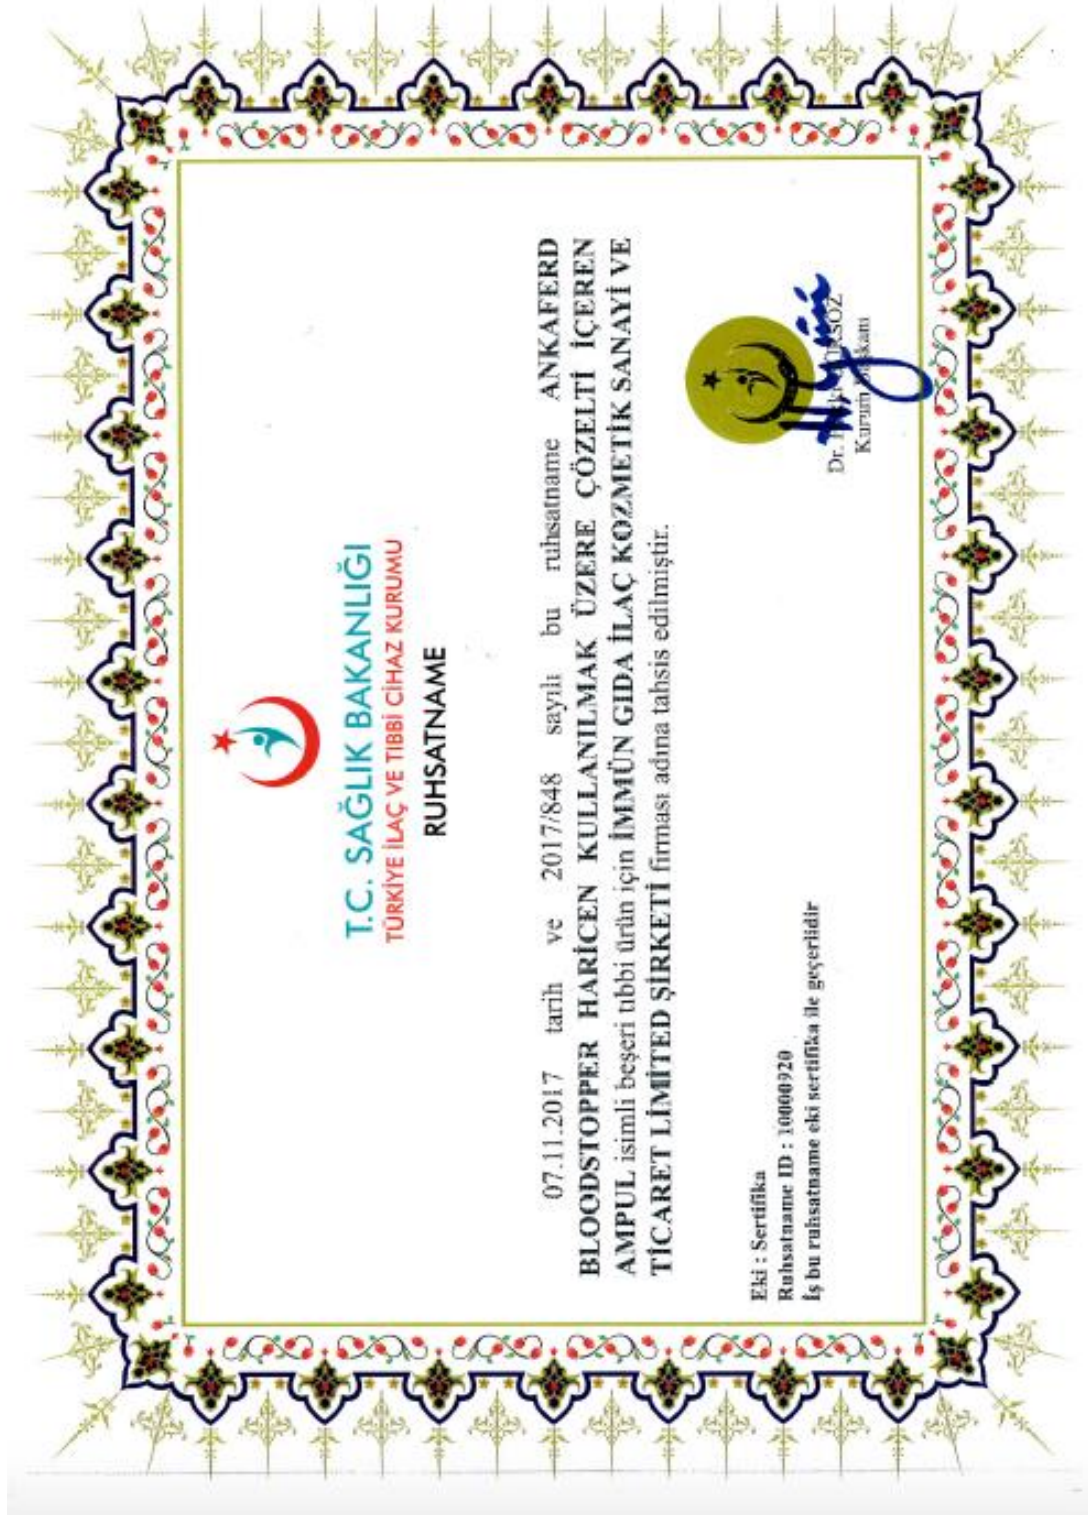 T.C. SAĞLIK BAKANLIĞI
TÜRKİYE İLAÇ VE TIBBİ CİHAZ KURUMU
RUHSATNAME
07.11.2017 tarih ve 2017/848 sayılı bu ruhsatname ANKAFERD
BLOODSTOPPER HARİCEN KULLANILMAK ÜZERE ÇÖZELTİ İÇEREN
AMPUL isimli beşeri tıbbi ürün için İMMÜN GIDA İLAÇ KOZMETİK SANAYİ VE
TİCARET LİMİTED ŞİRKETİ firması adına tahsis edilmiştir.
Dr.
Kurum
Eki : Sertifika
Ruhsatname ID : 10000920
İş bu ruhsatname eki sertifika ile geçerlidir